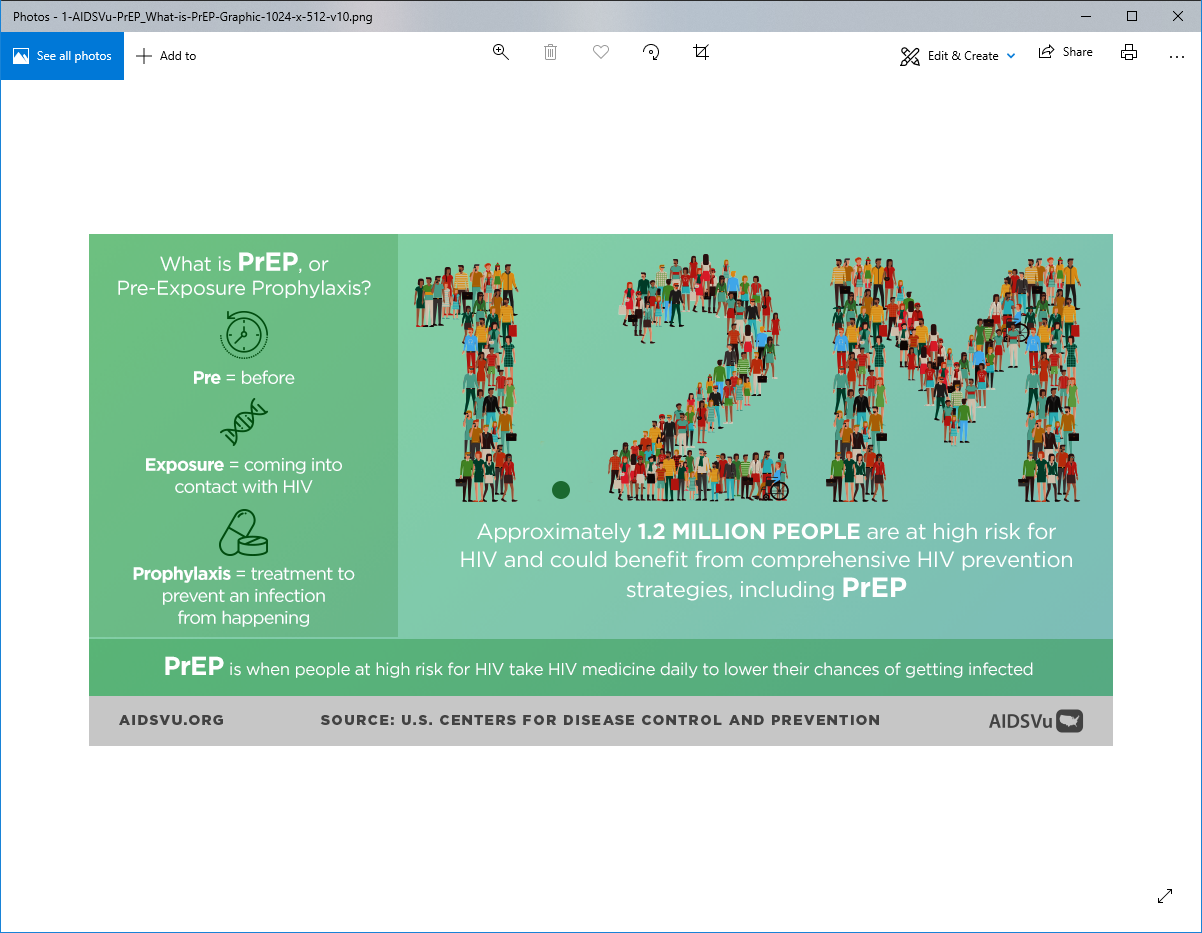 Photos - 1-AIDSVu-PrEP_What-is-PrEP-Graphic-1024-x-512-v10.png
See all photos
Add to
Edit & Create
Share
What is PrEP, or
Pre-Exposure Prophylaxis?
Pre = before
Exposure = coming into
contact with HIV
Prophylaxis = treatment to
prevent an infection
from happening
1.2M
Approximately 1.2 MILLION PEOPLE are at high risk for
HIV and could benefit from comprehensive HIV prevention
strategies, including PrEP
PrEP is when people at high risk for HIV take HIV medicine daily to lower their chances of getting infected
AIDSVU.ORG
SOURCE: U.S. CENTERS FOR DISEASE CONTROL AND PREVENTION
AIDSVu